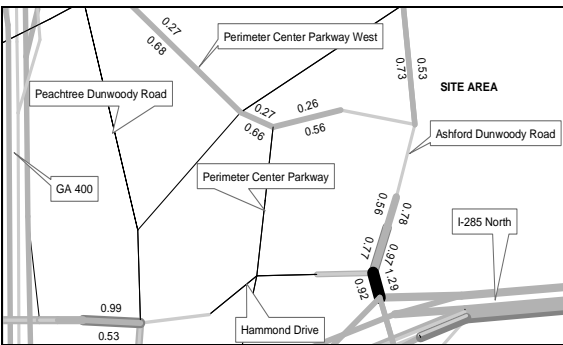 0.27
0.68
Perimeter Center Parkway West
0.53
0.73
SITE AREA
Peachtree Dunwoody Road
0.27
0.66
0.26
0.56
Ashford Dunwoody Road
GA 400
Perimeter Center Parkway
0.56
0.78
I-285 North
0.77
0.97
1.29
0.92
0.99
0.53
Hammond Drive